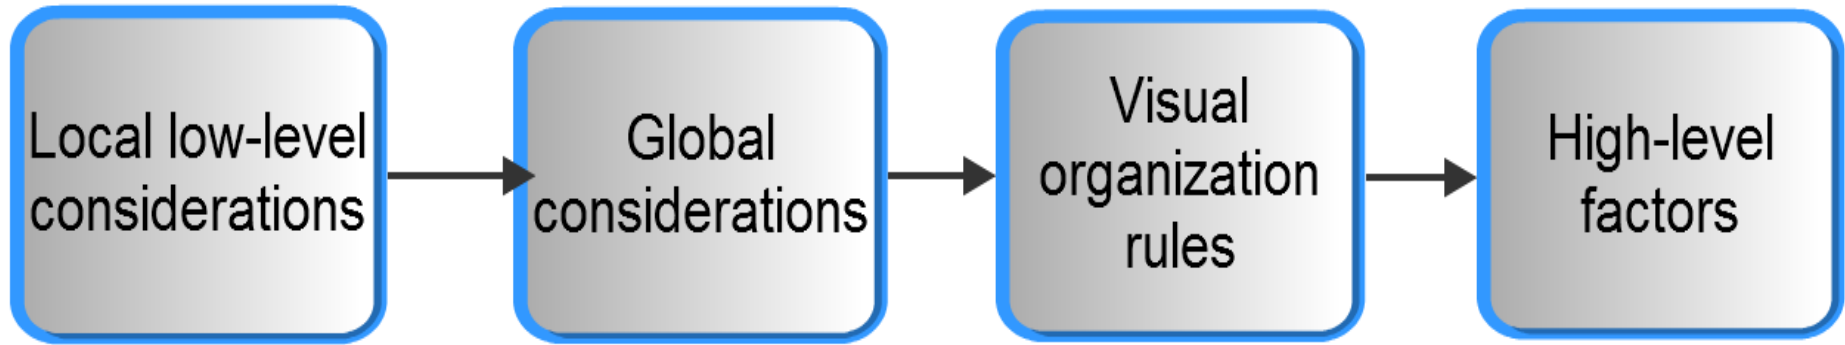 Local low-level
considerations
Global
considerations
Visual
organization
rules
High-level
factors